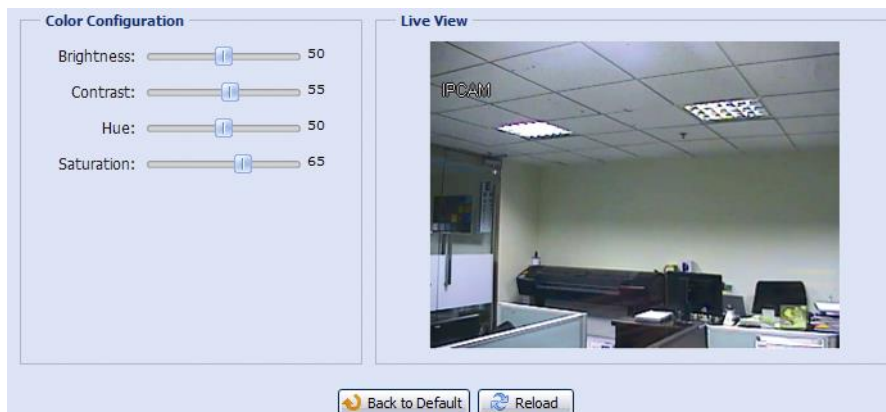 Color Configuration
Brightness: 50
Contrast: 55
Hue: 50
Saturation: 65
Live View
IPCAM
Back to Default
Reload